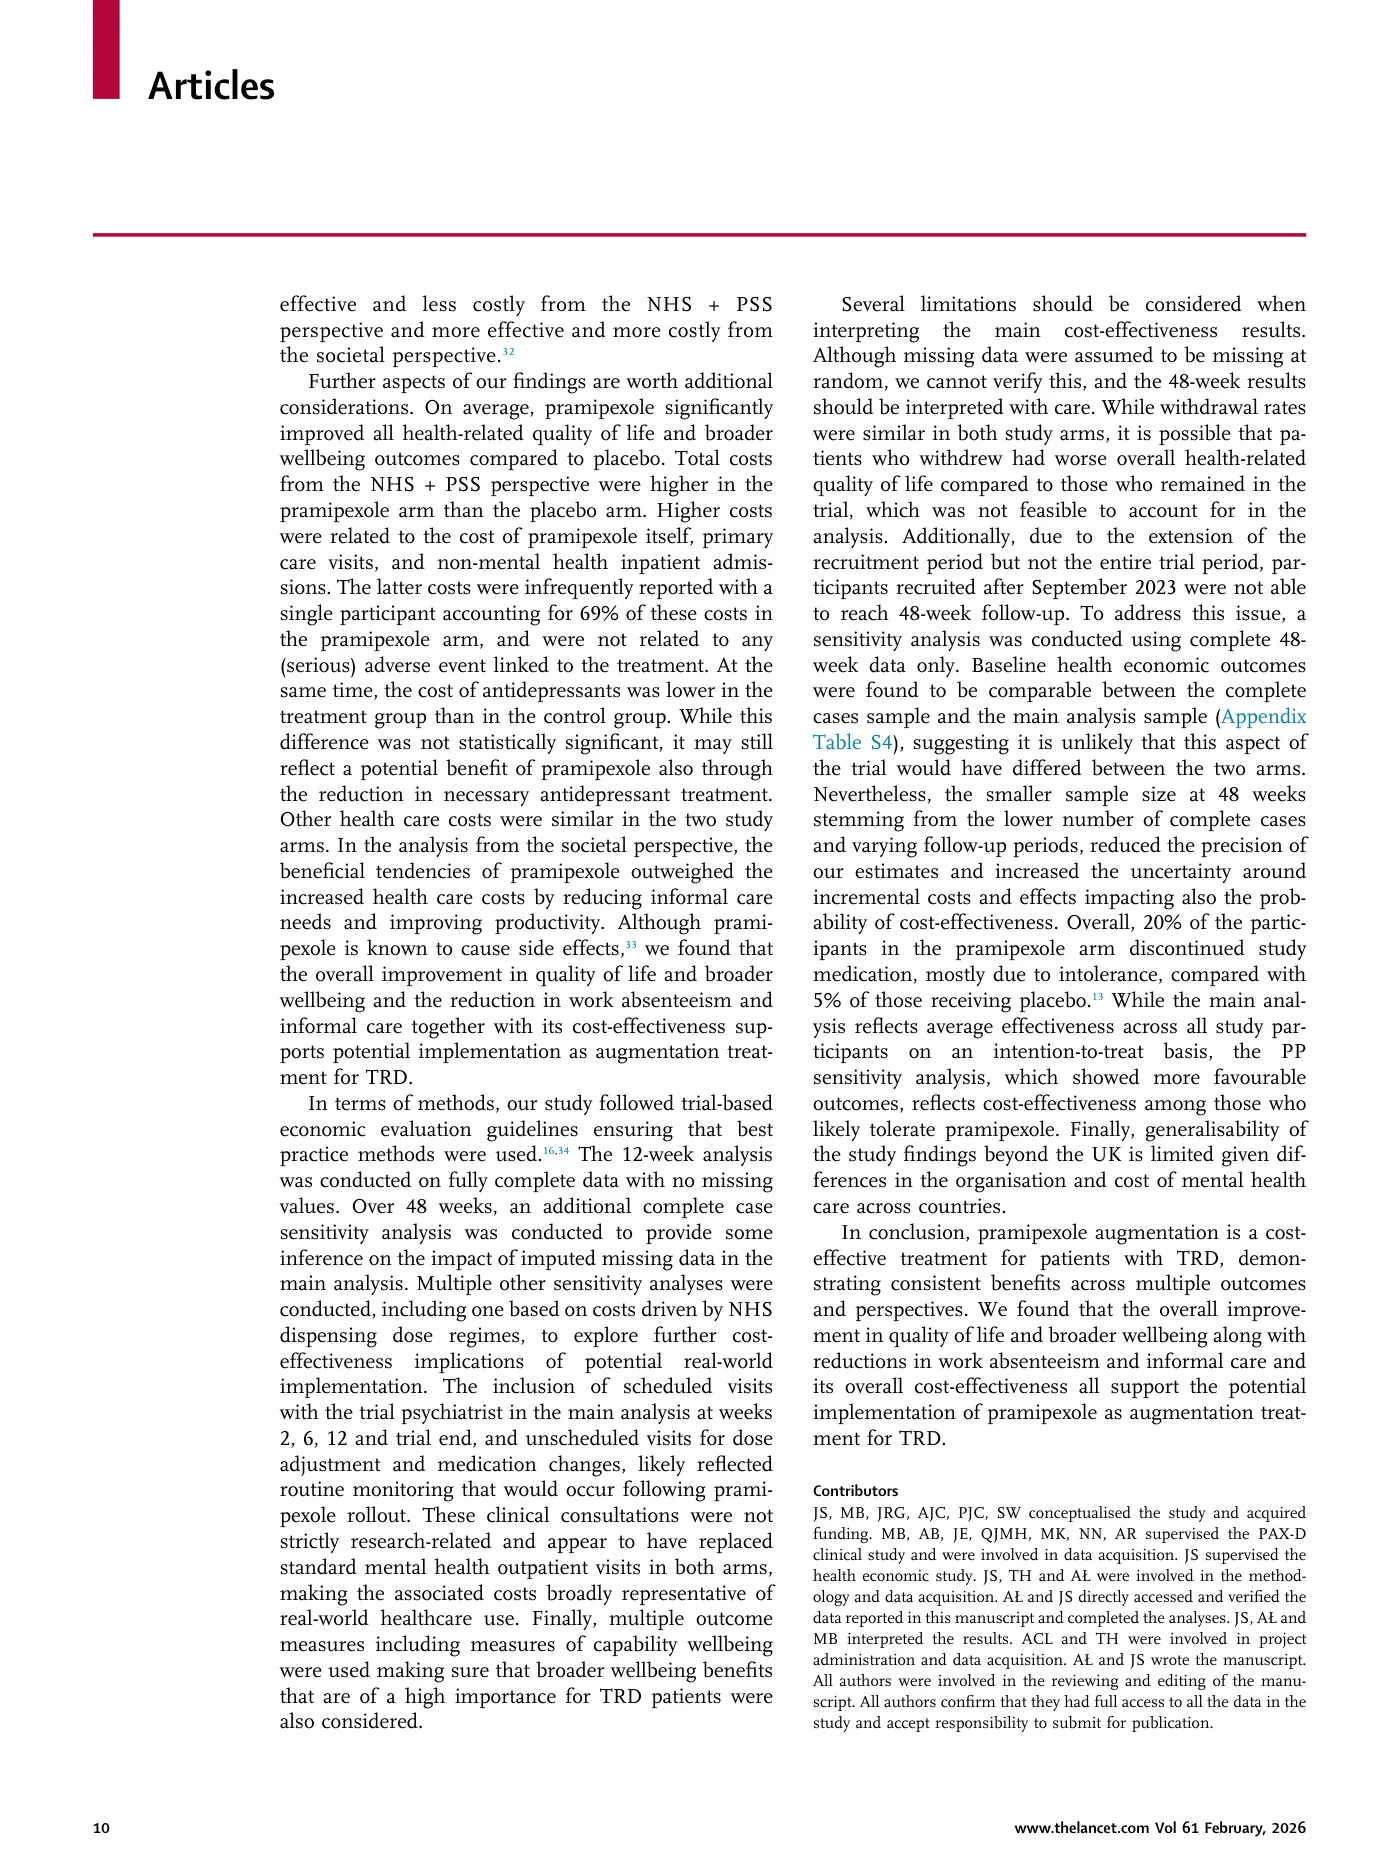 Articles
effective and less costly from the NHS + PSS
perspective and more effective and more costly from
the societal perspective.32
Further aspects of our findings are worth additional
considerations. On average, pramipexole significantly
improved all health-related quality of life and broader
wellbeing outcomes compared to placebo. Total costs
from the NHS + PSS perspective were higher in the
pramipexole arm than the placebo arm. Higher costs
were related to the cost of pramipexole itself, primary
care visits, and non-mental health inpatient admis-
sions. The latter costs were infrequently reported with a
single participant accounting for 69% of these costs in
the pramipexole arm, and were not related to any
(serious) adverse event linked to the treatment. At the
same time, the cost of antidepressants was lower in the
treatment group than in the control group. While this
difference was not statistically significant, it may still
reflect a potential benefit of pramipexole also through
the reduction in necessary antidepressant treatment.
Other health care costs were similar in the two study
arms. In the analysis from the societal perspective, the
beneficial tendencies of pramipexole outweighed the
increased health care costs by reducing informal care
needs and improving productivity. Although prami-
pexole is known to cause side effects,33 we found that
the overall improvement in quality of life and broader
wellbeing and the reduction in work absenteeism and
informal care together with its cost-effectiveness sup-
ports potential implementation as augmentation treat-
ment for TRD.
In terms of methods, our study followed trial-based
economic evaluation guidelines ensuring that best
practice methods were used.16,34 The 12-week analysis
was conducted on fully complete data with no missing
values. Over 48 weeks, an additional complete case
sensitivity analysis was conducted to provide some
inference on the impact of imputed missing data in the
main analysis. Multiple other sensitivity analyses were
conducted, including one based on costs driven by NHS
dispensing dose regimes, to explore further cost-
effectiveness implications of potential real-world
implementation. The inclusion of scheduled visits
with the trial psychiatrist in the main analysis at weeks
2, 6, 12 and trial end, and unscheduled visits for dose
adjustment and medication changes, likely reflected
routine monitoring that would occur following prami-
pexole rollout. These clinical consultations were not
strictly research-related and appear to have replaced
standard mental health outpatient visits in both arms,
making the associated costs broadly representative of
real-world healthcare use. Finally, multiple outcome
measures including measures of capability wellbeing
were used making sure that broader wellbeing benefits
that are of a high importance for TRD patients were
also considered.
Several limitations should be considered when
interpreting the main cost-effectiveness results.
Although missing data were assumed to be missing at
random, we cannot verify this, and the 48-week results
should be interpreted with care. While withdrawal rates
were similar in both study arms, it is possible that pa-
tients who withdrew had worse overall health-related
quality of life compared to those who remained in the
trial, which was not feasible to account for in the
analysis. Additionally, due to the extension of the
recruitment period but not the entire trial period, par-
ticipants recruited after September 2023 were not able
to reach 48-week follow-up. To address this issue, a
sensitivity analysis was conducted using complete 48-
week data only. Baseline health economic outcomes
were found to be comparable between the complete
cases sample and the main analysis sample (Appendix
Table S4), suggesting it is unlikely that this aspect of
the trial would have differed between the two arms.
Nevertheless, the smaller sample size at 48 weeks
stemming from the lower number of complete cases
and varying follow-up periods, reduced the precision of
our estimates and increased the uncertainty around
incremental costs and effects impacting also the prob-
ability of cost-effectiveness. Overall, 20% of the partic-
ipants in the pramipexole arm discontinued study
medication, mostly due to intolerance, compared with
5% of those receiving placebo.13 While the main anal-
ysis reflects average effectiveness across all study par-
ticipants on an intention-to-treat basis, the PP
sensitivity analysis, which showed more favourable
outcomes, reflects cost-effectiveness among those who
likely tolerate pramipexole. Finally, generalisability of
the study findings beyond the UK is limited given dif-
ferences in the organisation and cost of mental health
care across countries.
In conclusion, pramipexole augmentation is a cost-
effective treatment for patients with TRD, demon-
strating consistent benefits across multiple outcomes
and perspectives. We found that the overall improve-
ment in quality of life and broader wellbeing along with
reductions in work absenteeism and informal care and
its overall cost-effectiveness all support the potential
implementation of pramipexole as augmentation treat-
ment for TRD.
Contributors
JS, MB, JRG, AJC, PJC, SW conceptualised the study and acquired
funding. MB, AB, JE, QJMH, MK, NN, AR supervised the PAX-D
clinical study and were involved in data acquisition. JS supervised the
health economic study. JS, TH and AŁ were involved in the method-
ology and data acquisition. AŁ and JS directly accessed and verified the
data reported in this manuscript and completed the analyses. JS, AŁ and
MB interpreted the results. ACL and TH were involved in project
administration and data acquisition. AŁ and JS wrote the manuscript.
All authors were involved in the reviewing and editing of the manu-
script. All authors confirm that they had full access to all the data in the
study and accept responsibility to submit for publication.
10
www.thelancet.com Vol 61 February, 2026